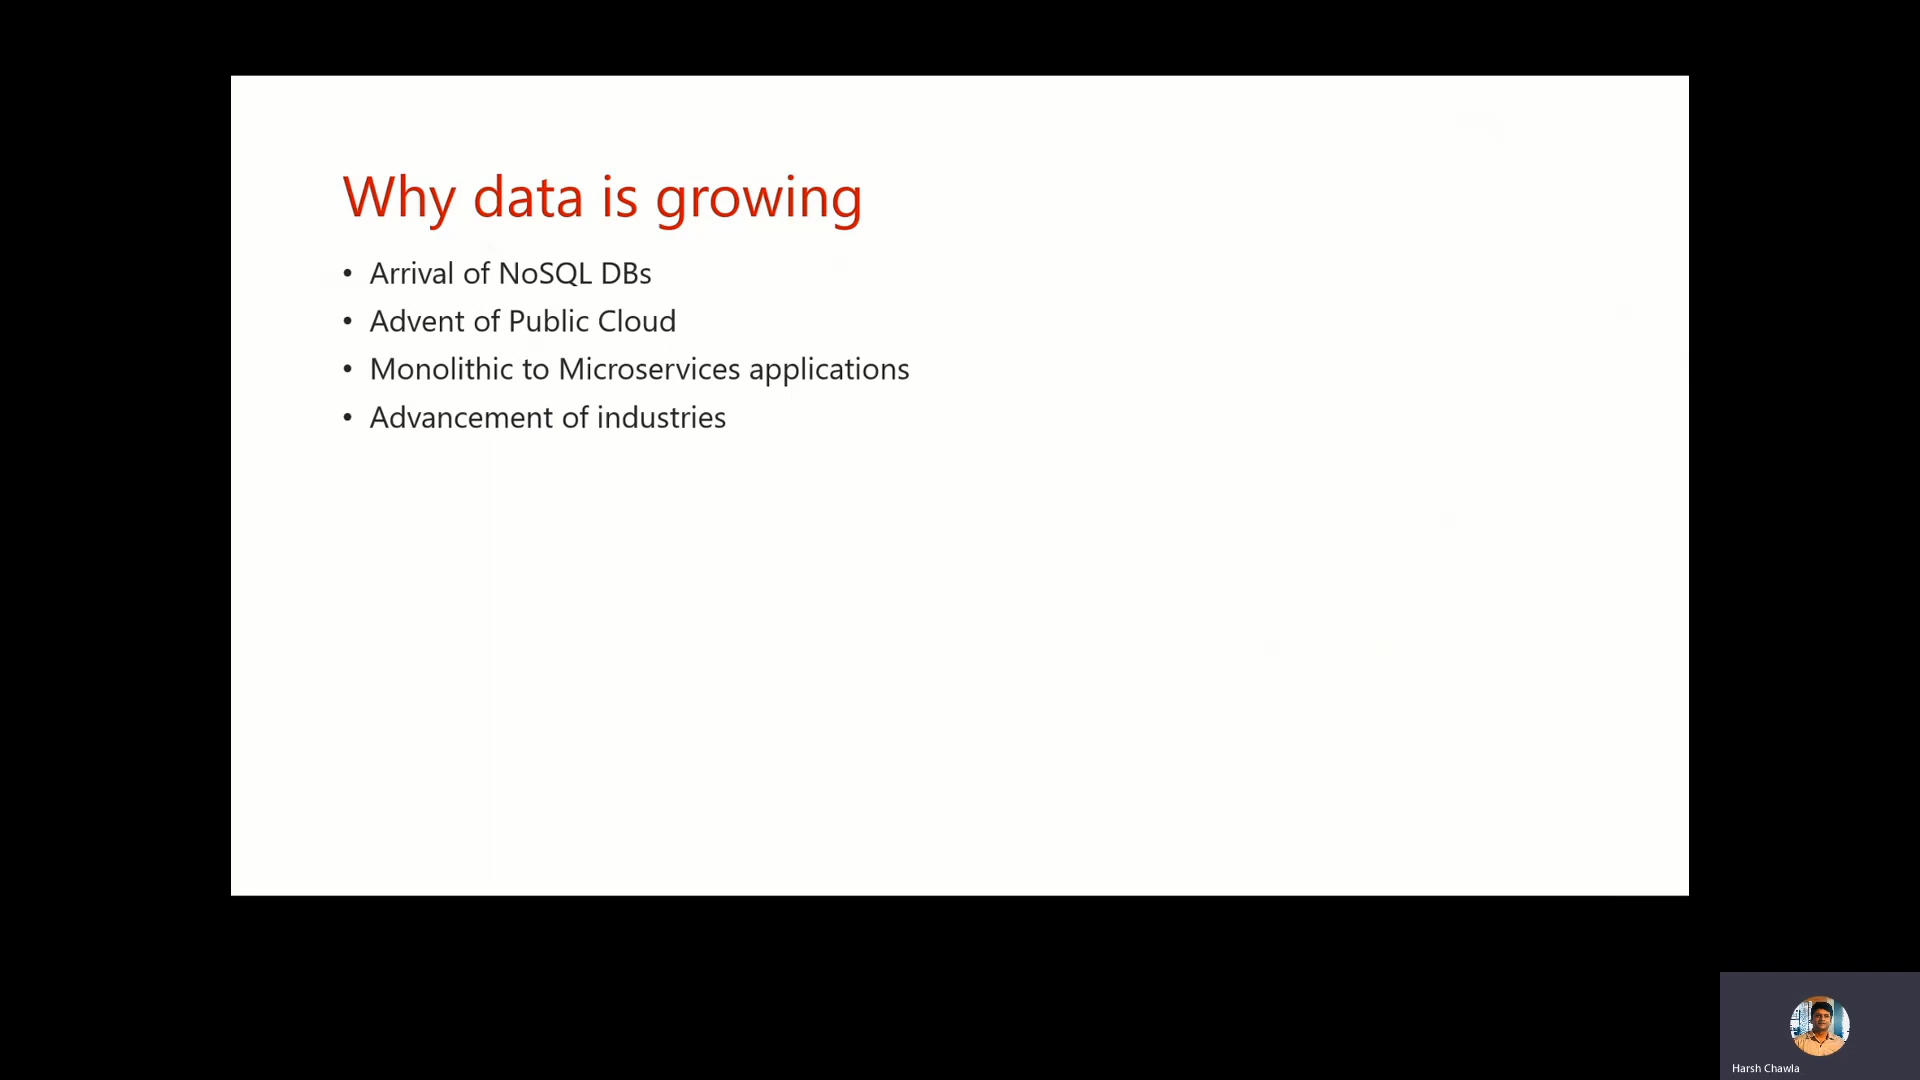 Why data is growing
• Arrival of NoSQL DBs
• Advent of Public Cloud
• Monolithic to Microservices applications
• Advancement of industries
Harsh Chawla